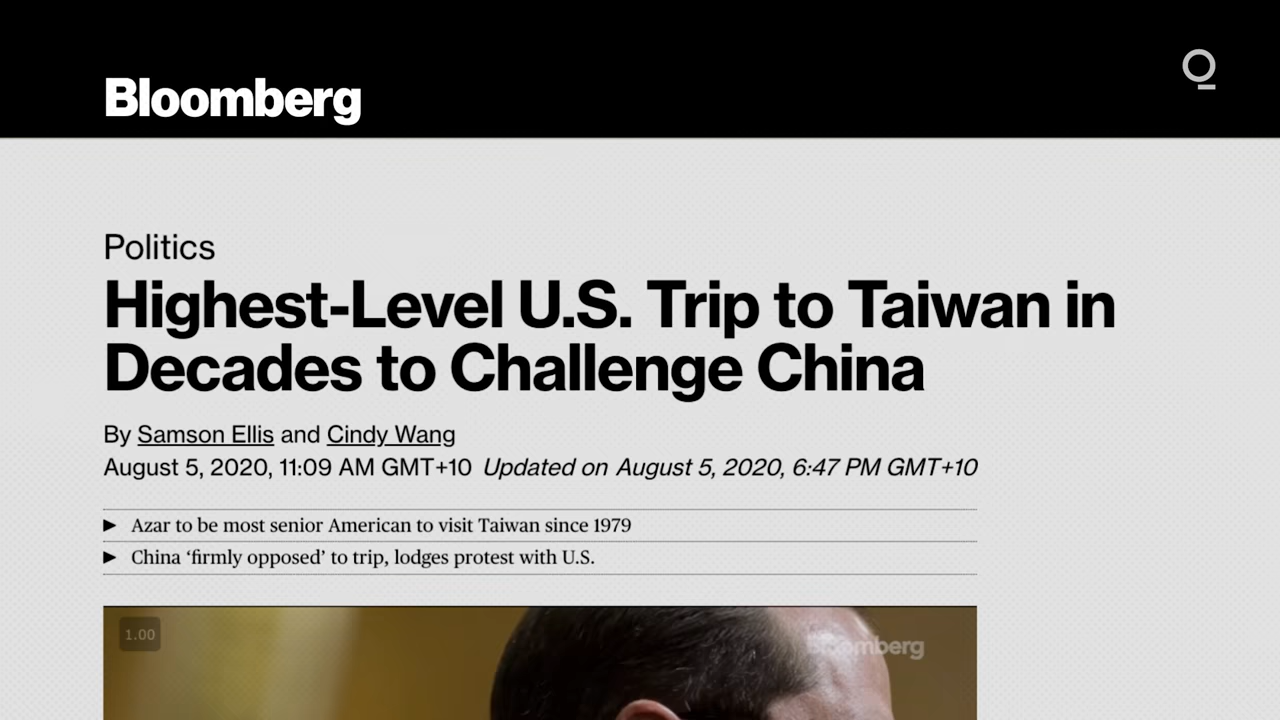 Bloomberg
Politics
Highest-Level U.S. Trip to Taiwan in
Decades to Challenge China
By Samson Ellis and Cindy Wang
August 5, 2020, 11:09 AM GMT+10 Updated on August 5, 2020, 6:47 PM GMT+10
Azar to be most senior American to visit Taiwan since 1979
China ‘firmly opposed’ to trip, lodges protest with U.S.
1.00
bloomberg